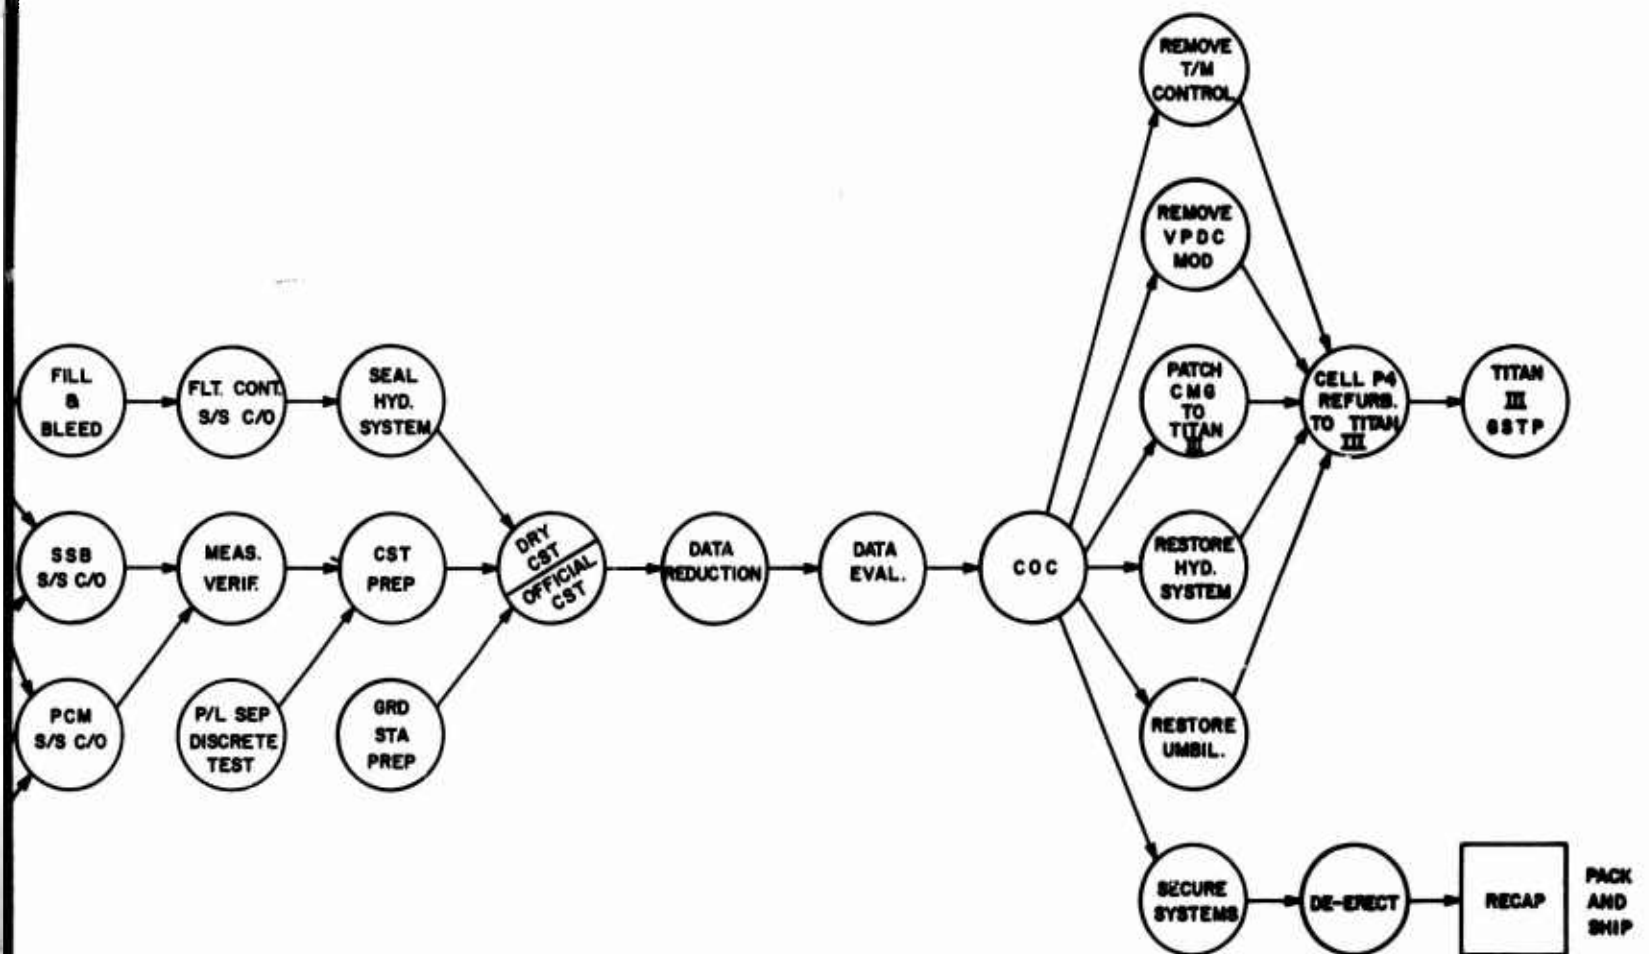 REMOVE
T/M
CONTROL
REMOVE
VPDC
MOD
FILL
&
BLEED
FLT. CONT.
S/S C/O
SEAL
HYD.
SYSTEM
PATCH
CMG
TO
TITAN
III
CELL P4
REFURB.
TO TITAN
III
TITAN
III
GSTP
SSB
S/S C/O
MEAS.
VERIF.
CST
PREP
DRY
CST
OFFICIAL
CST
DATA
REDUCTION
DATA
EVAL.
COC
RESTORE
HYD.
SYSTEM
PCM
S/S C/O
P/L SEP
DISCRETE
TEST
GRD
STA
PREP
RESTORE
UMBIL.
SECURE
SYSTEMS
DE-ERECT
RECAP
PACK
AND
SHIP